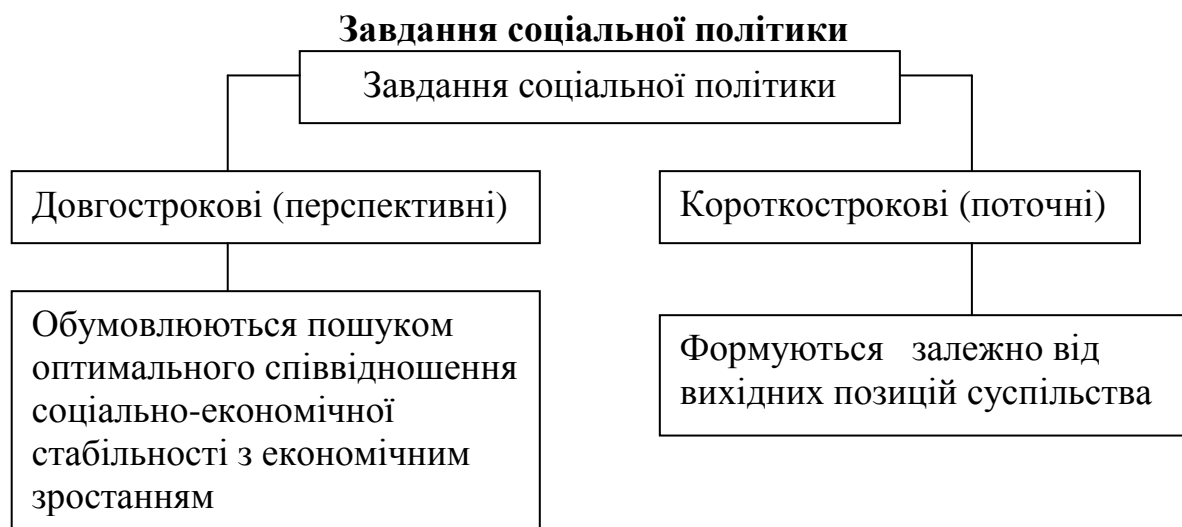 Завдання соціальної політики
Завдання соціальної політики
Довгострокові (перспективні)
Короткострокові (поточні)
Обумовлюються пошуком
оптимального співвідношення
соціально-економічної
стабільності з економічним
зростанням
Формуються залежно від
вихідних позицій суспільства